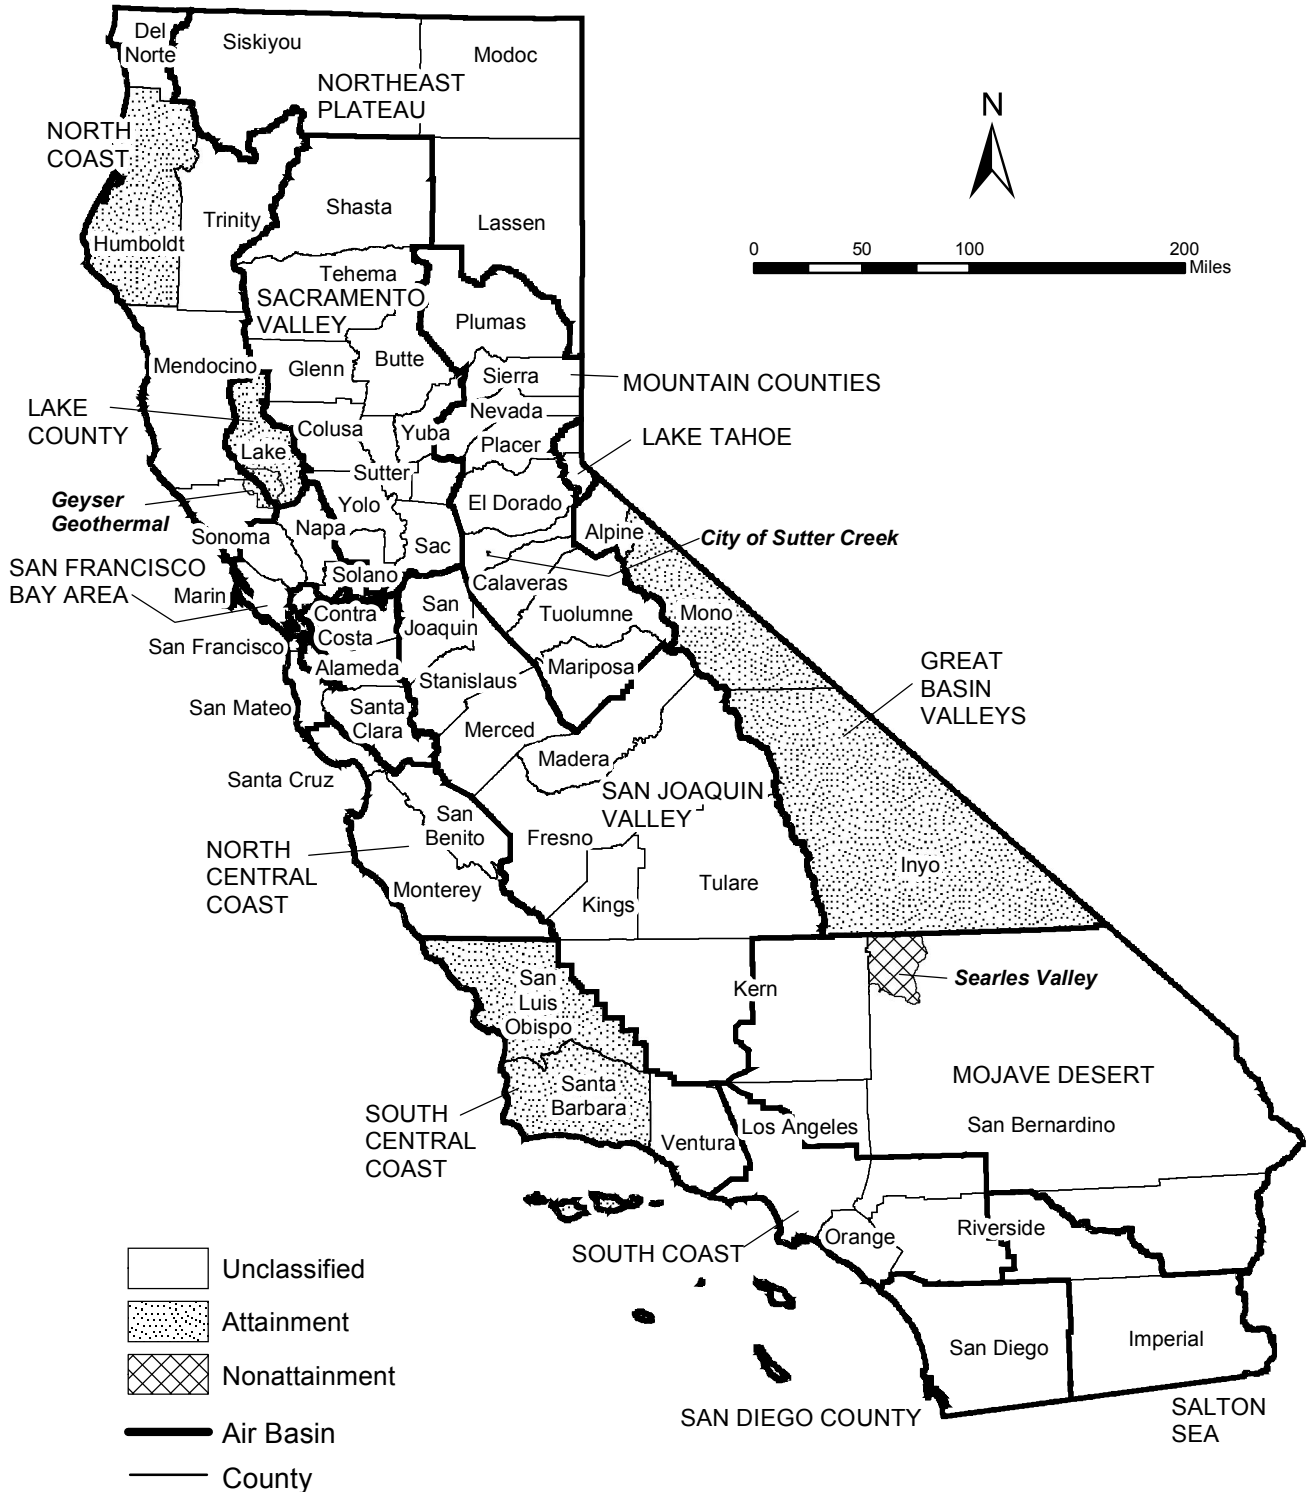 Del
Norte
Siskiyou
Modoc
NORTHEAST
PLATEAU
N
NORTH
COAST
Trinity
Shasta
Lassen
Humboldt
0 50 100 200
Miles
Tehema
SACRAMENTO
VALLEY
Plumas
Mendocino
Glenn
Butte
Sierra
MOUNTAIN COUNTIES
LAKE
COUNTY
Nevada
Colusa
Yuba
Placer
LAKE TAHOE
Lake
Sutter
Geyser
Geothermal
Yolo
El Dorado
Napa
Sonoma
Sac
Alpine
City of Sutter Creek
SAN FRANCISCO
BAY AREA
Solano
Calaveras
Marin
Contra
Costa
San
Joaquin
Tuolumne
Mono
San Francisco
Alameda
Mariposa
Stanislaus
GREAT
BASIN
VALLEYS
San Mateo
Santa
Clara
Merced
Madera
Santa Cruz
SAN JOAQUIN
VALLEY
San
Benito
Fresno
NORTH
CENTRAL
COAST
Monterey
Kings
Tulare
Inyo
San
Luis
Obispo
Kern
Searles Valley
Santa
Barbara
MOJAVE DESERT
SOUTH
CENTRAL
COAST
Ventura
Los Angeles
San Bernardino
SOUTH COAST
Orange
Riverside
San Diego
Imperial
SAN DIEGO COUNTY
SALTON
SEA
Unclassified
Attainment
Nonattainment
Air Basin
County